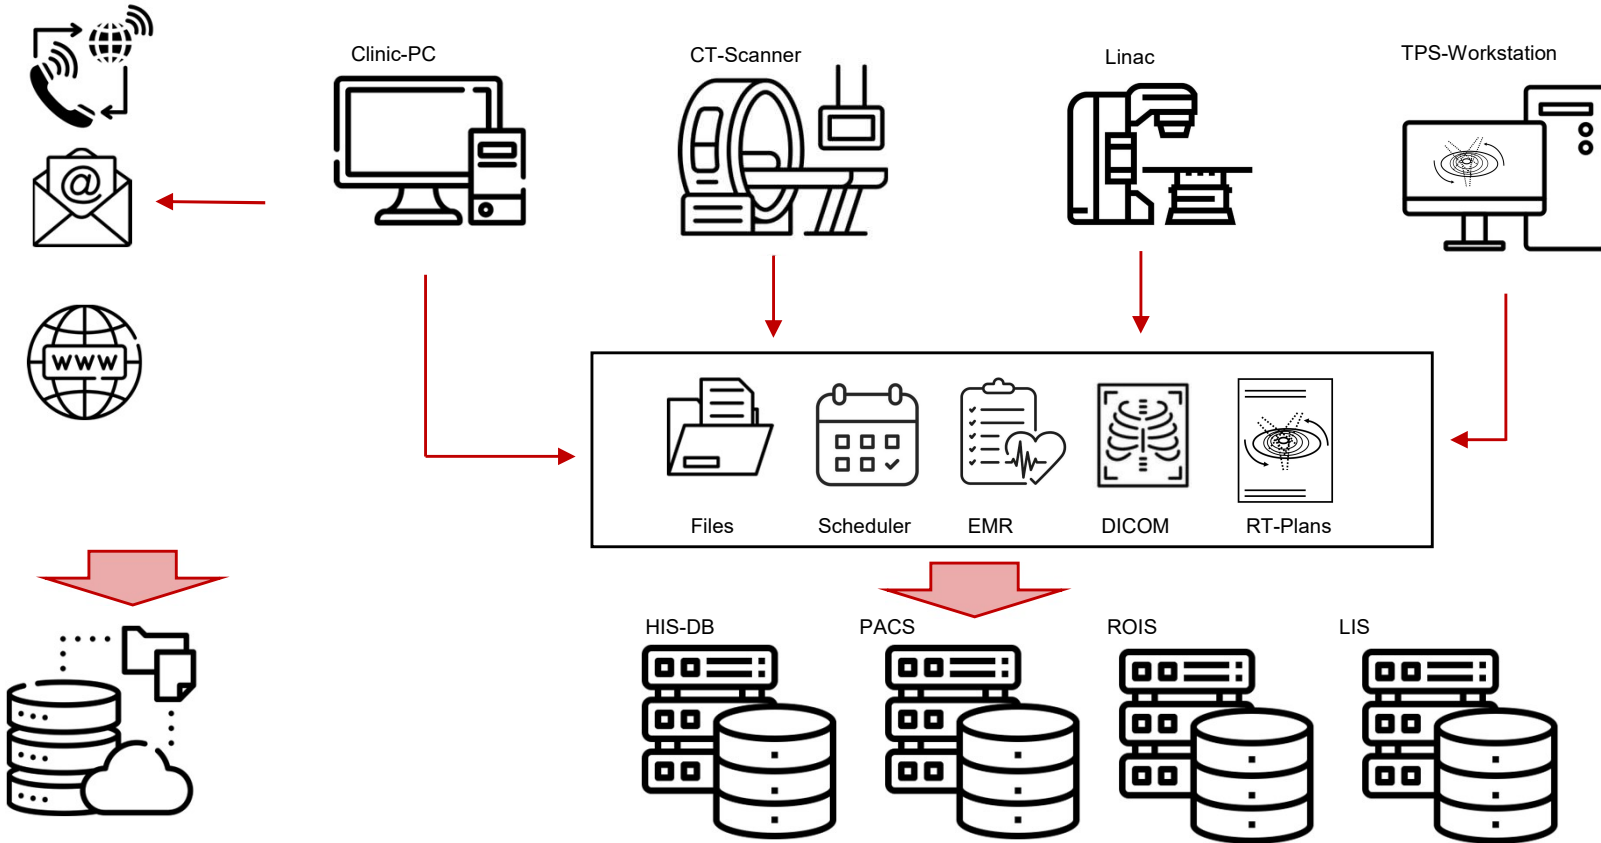 Clinic-PC
CT-Scanner
Linac
TPS-Workstation
@
WWW
Files
Scheduler
EMR
DICOM
RT-Plans
HIS-DB
PACS
ROIS
LIS